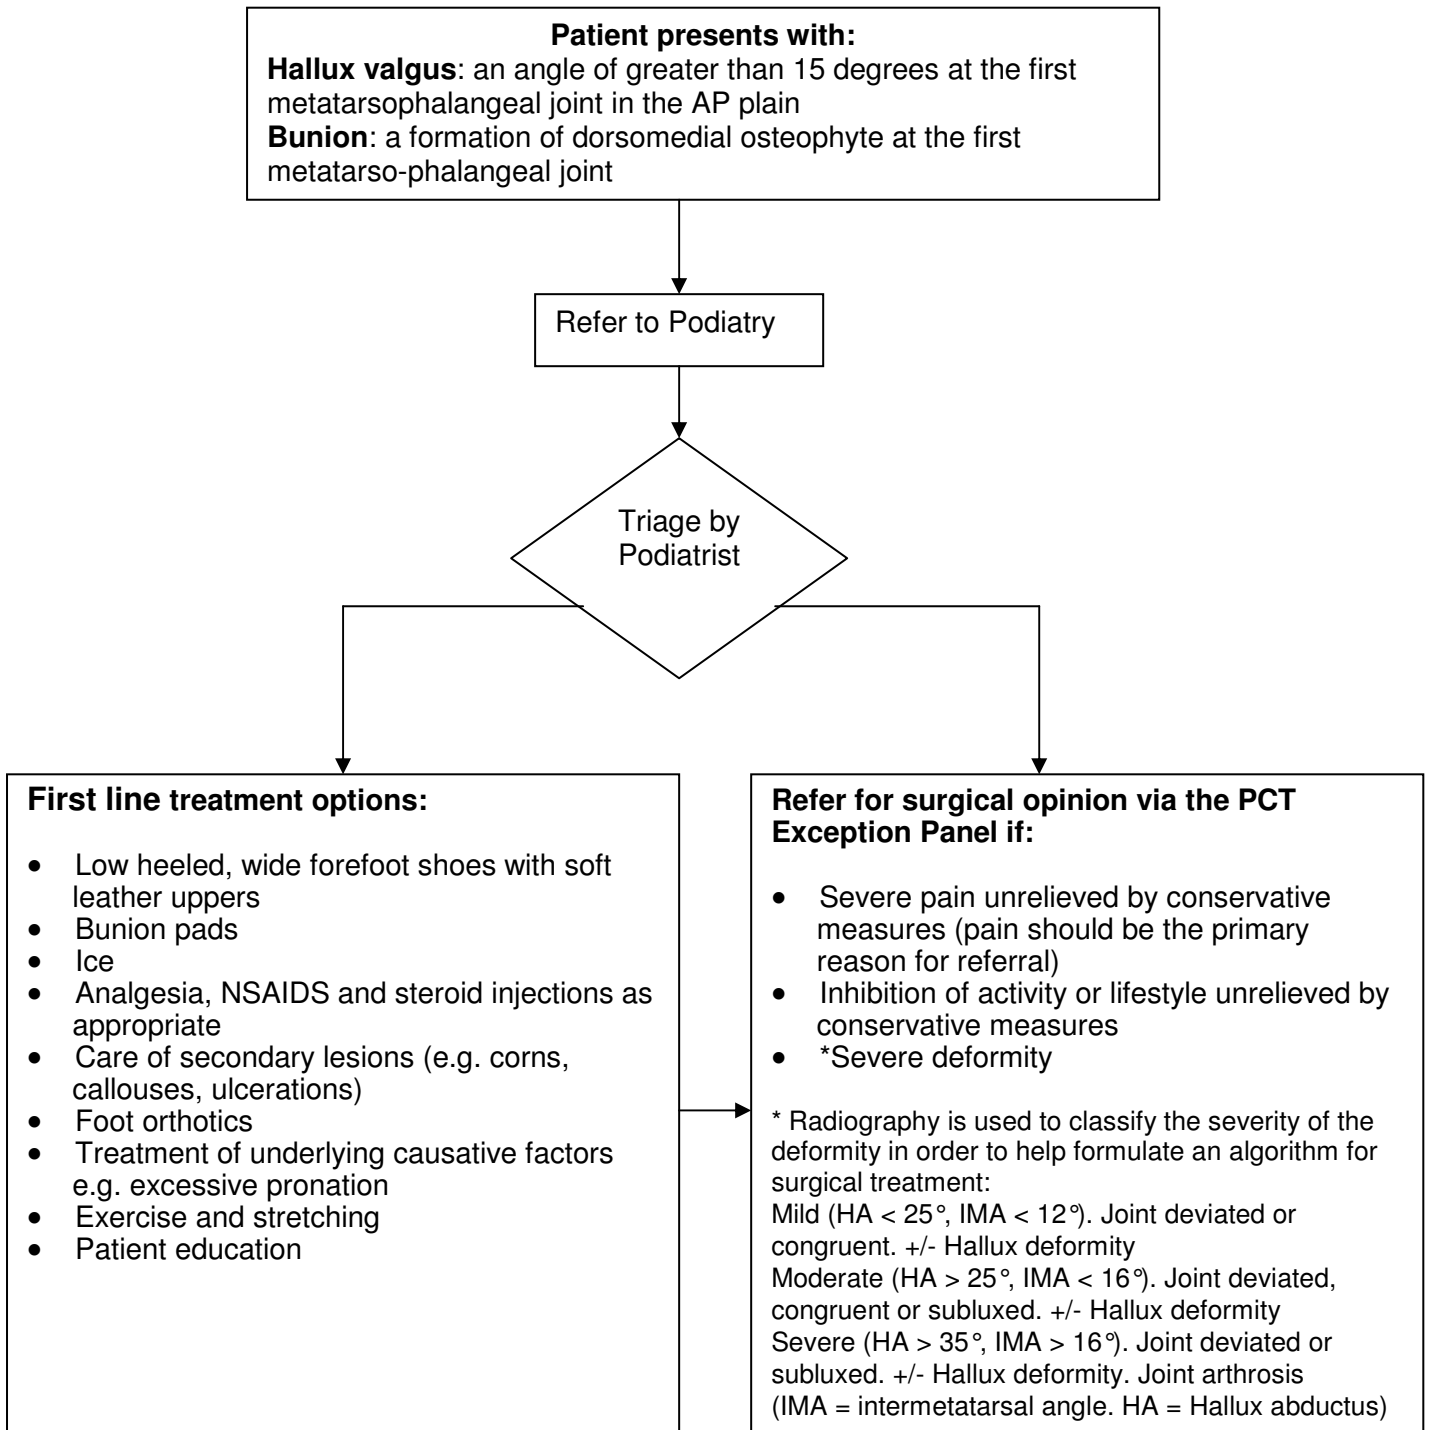 Patient presents with:
Hallux valgus: an angle of greater than 15 degrees at the first
metatarsophalangeal joint in the AP plain
Bunion: a formation of dorsomedial osteophyte at the first
metatarso-phalangeal joint
Refer to Podiatry
Triage by
Podiatrist
First line treatment options:
• Low heeled, wide forefoot shoes with soft
leather uppers
• Bunion pads
• Ice
• Analgesia, NSAIDS and steroid injections as
appropriate
• Care of secondary lesions (e.g. corns,
callouses, ulcerations)
• Foot orthotics
• Treatment of underlying causative factors
e.g. excessive pronation
• Exercise and stretching
• Patient education
Refer for surgical opinion via the PCT
Exception Panel if:
• Severe pain unrelieved by conservative
measures (pain should be the primary
reason for referral)
• Inhibition of activity or lifestyle unrelieved by
conservative measures
• *Severe deformity
* Radiography is used to classify the severity of the
deformity in order to help formulate an algorithm for
surgical treatment:
Mild (HA < 25°, IMA < 12°). Joint deviated or
congruent. +/- Hallux deformity
Moderate (HA > 25°, IMA < 16°). Joint deviated,
congruent or subluxed. +/- Hallux deformity
Severe (HA > 35°, IMA > 16°). Joint deviated or
subluxed. +/- Hallux deformity. Joint arthrosis
(IMA = intermetatarsal angle. HA = Hallux abductus)